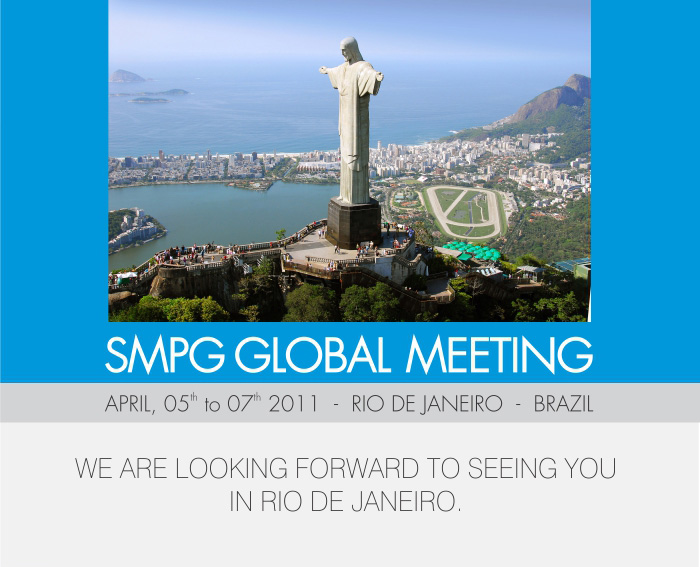 SMPG GLOBAL MEETING
APRIL, 05th to 07th 2011 - RIO DE JANEIRO - BRAZIL
WE ARE LOOKING FORWARD TO SEEING YOU
IN RIO DE JANEIRO.